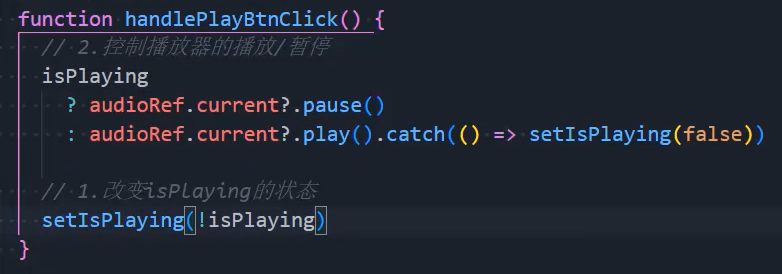 function handlePlayBtnClick() {
// 2.控制播放器的播放/暂停
isPlaying
? audioRef.current?.pause()
: audioRef.current?.play().catch(() => setIsPlaying(false))
// 1.改变isPlaying的状态
setIsPlaying(!isPlaying)
}